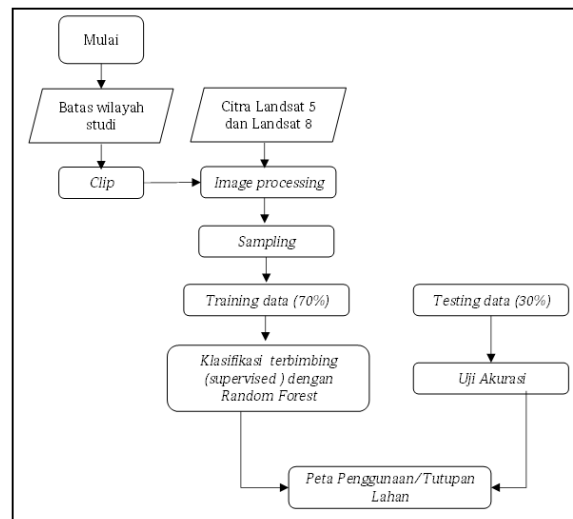 Mulai
Batas wilayah
studi
Citra Landsat 5
dan Landsat 8
Clip
Image processing
Sampling
Training data (70%)
Testing data (30%)
Klasifikasi terbimbing
(supervised ) dengan
Random Forest
Uji Akurasi
Peta Penggunaan/Tutupan
Lahan